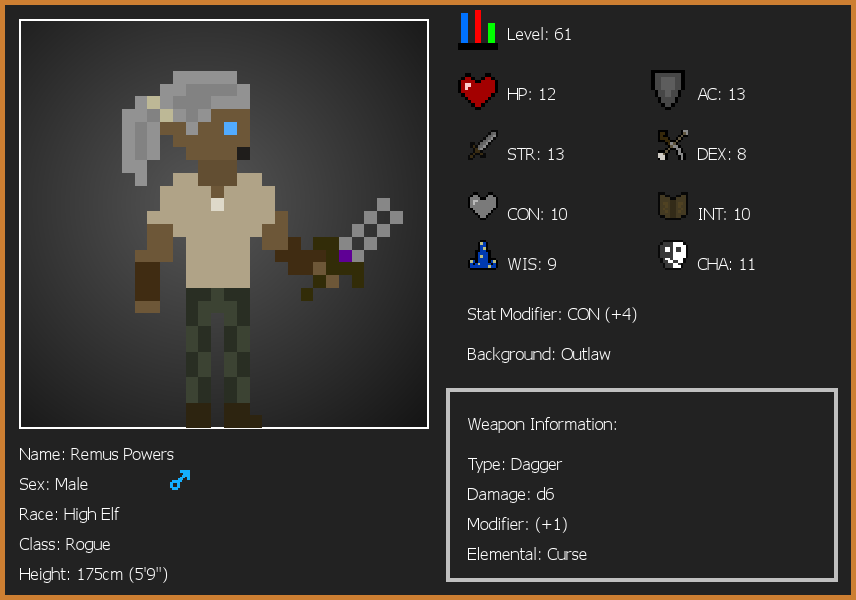 Level: 61
HP: 12
AC: 13
STR: 13
DEX: 8
CON: 10
INT: 10
WIS: 9
CHA: 11
Stat Modifier: CON (+4)
Background: Outlaw
Weapon Information:
Type: Dagger
Damage: d6
Modifier: (+1)
Elemental: Curse
Name: Remus Powers
Sex: Male
Race: High Elf
Class: Rogue
Height: 175cm (5'9")